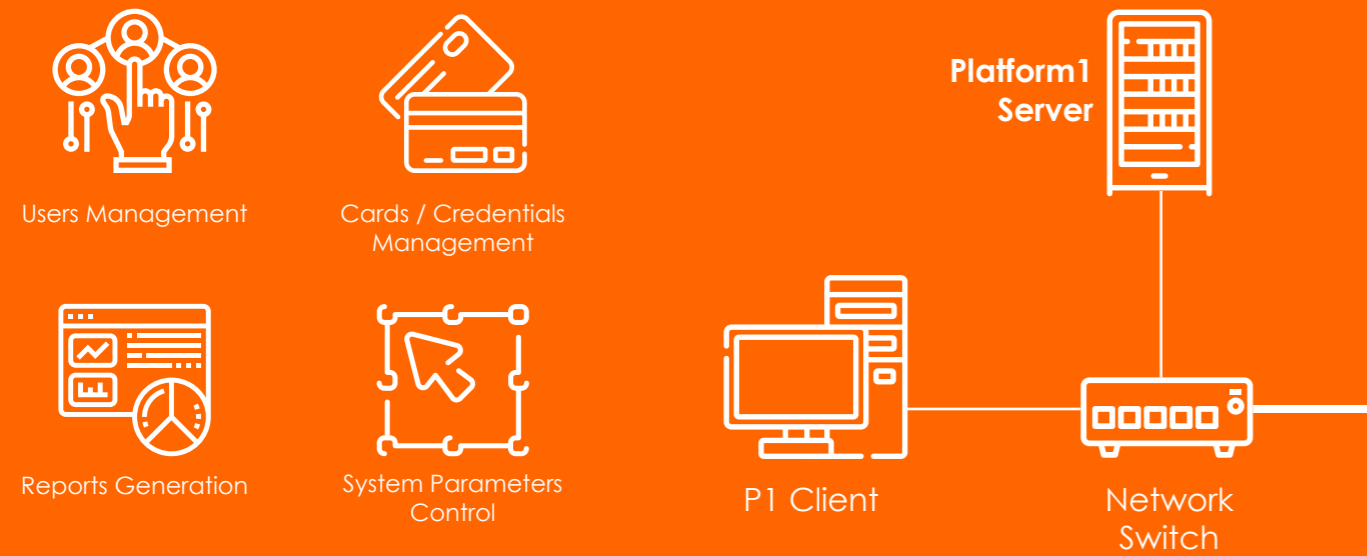 Platform1
Server
Users Management
Cards / Credentials
Management
Reports Generation
System Parameters
Control
P1 Client
Network
Switch